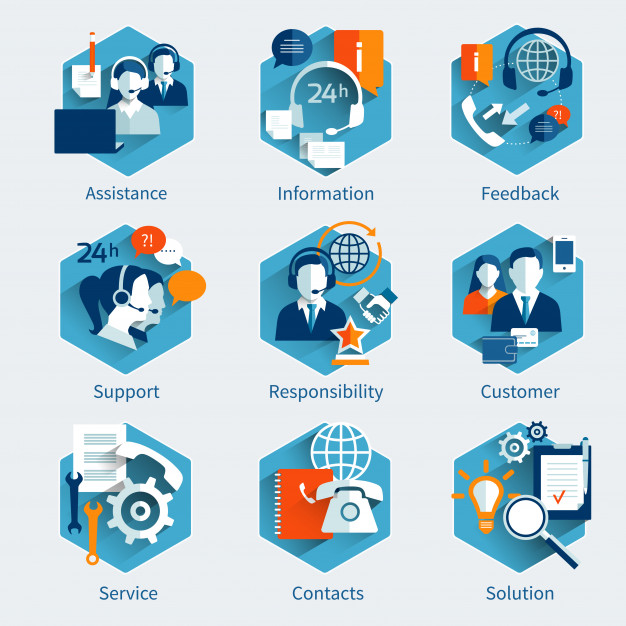 i
24h
i
?!
Assistance
Information
Feedback
24h
?!
Support
Responsibility
Customer
Service
Contacts
Solution